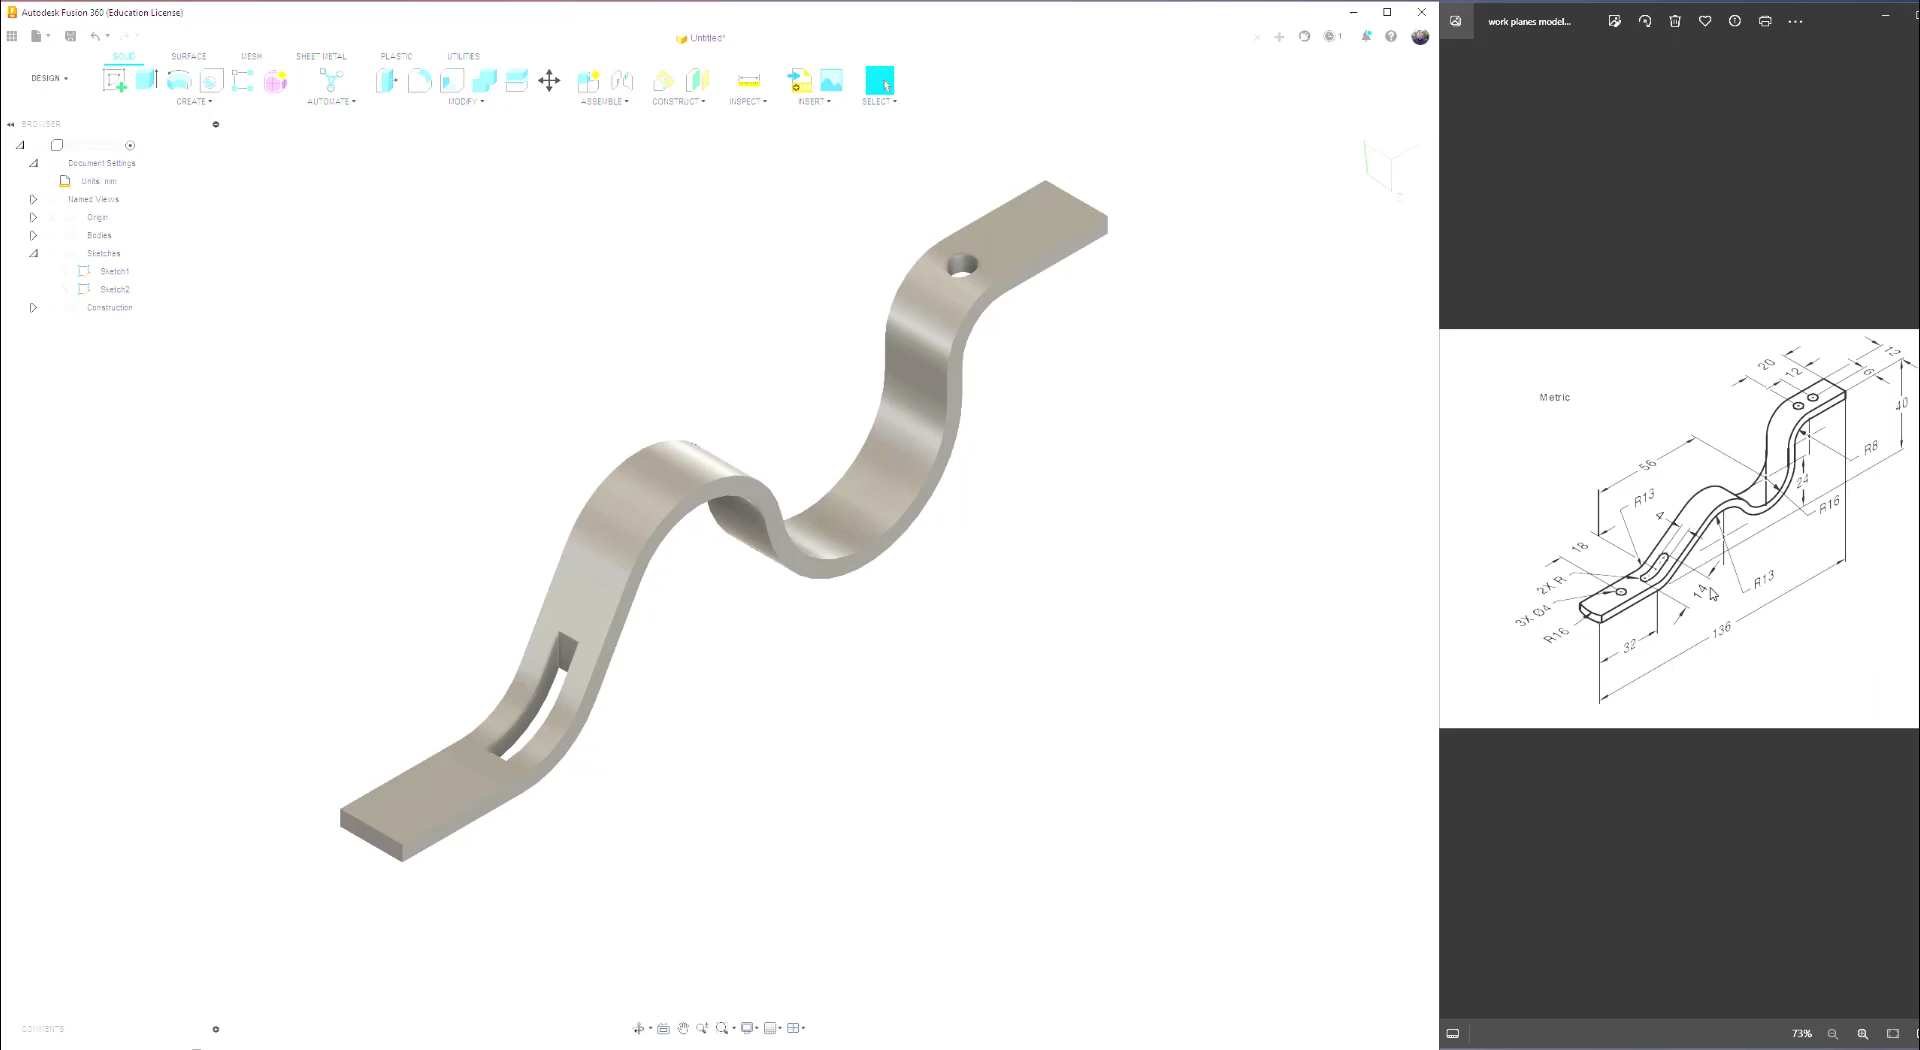 Autodesk Fusion 360 (Education License)
work planes model...
Untitled*
1
SOLID SURFACE MESH SHEET METAL PLASTIC UTILITIES
DESIGN
CREATE AUTOMATE MODIFY ASSEMBLE CONSTRUCT INSPECT INSERT SELECT
BROWSER
Document Settings
Units: mm
Named Views
Origin
Bodies
Sketches
Sketch1
Sketch2
Construction
Metric
20
12
12
6
40
R8
56
24
R13
R16
4
18
2X R
14
R13
3X Ø4
R16
32
136
COMMENTS
73%